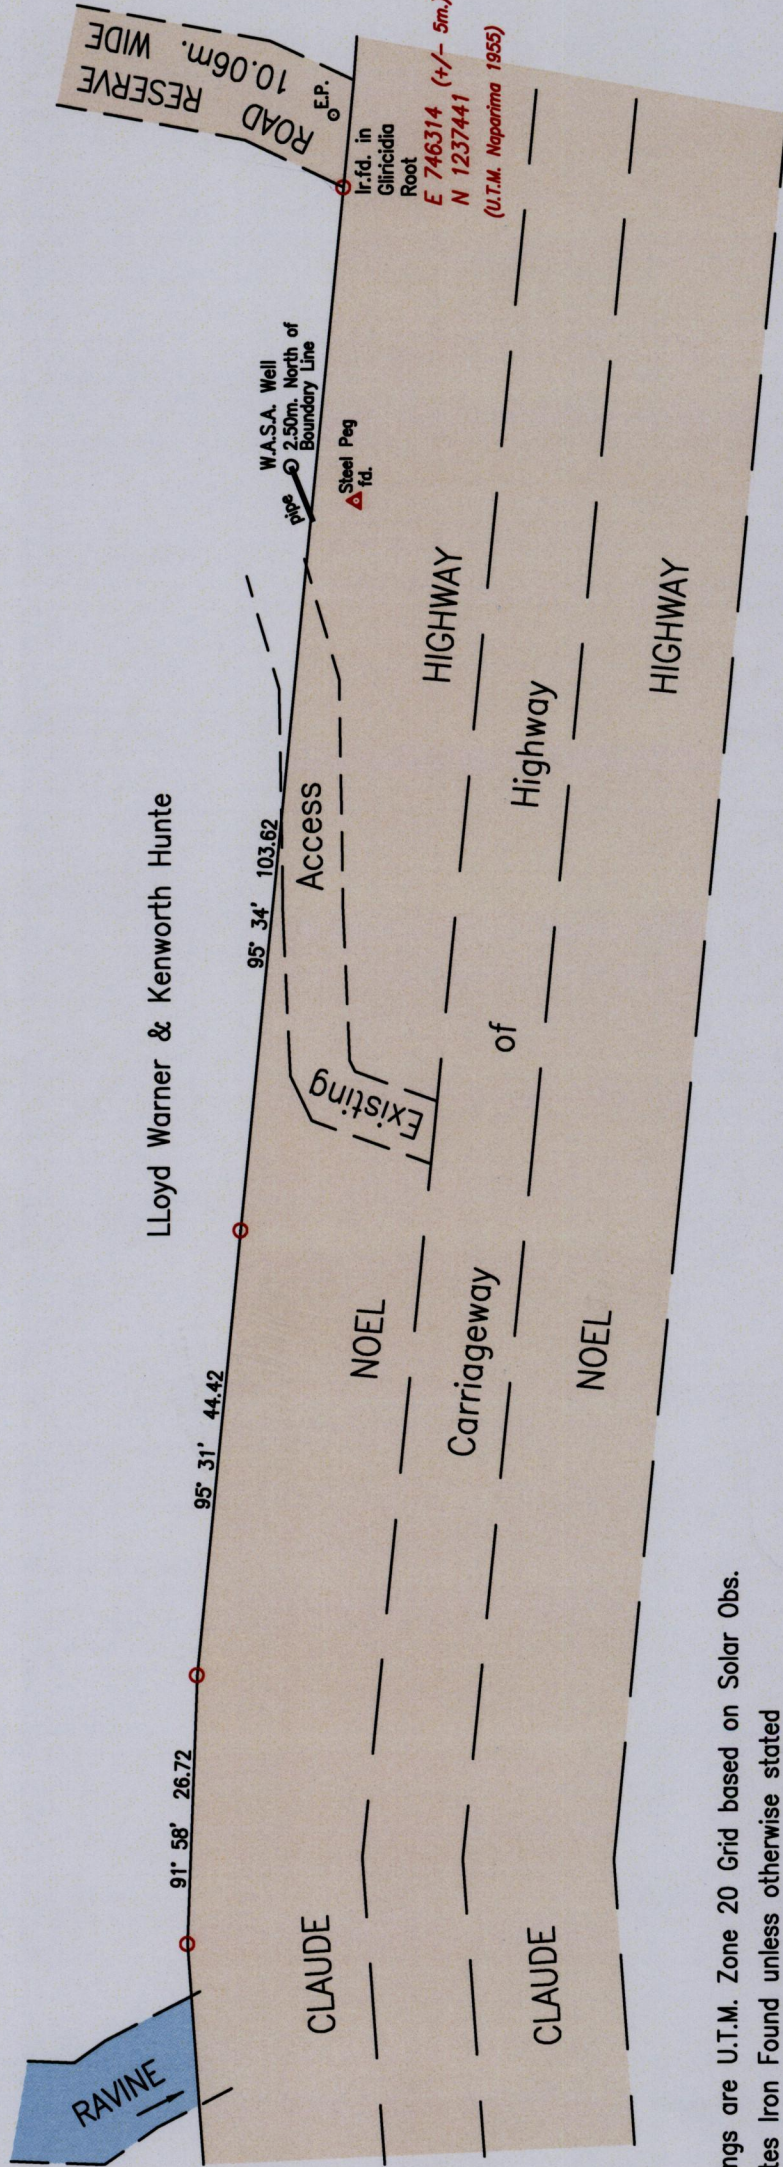 ROAD RESERVE
10.06m. WIDE
E.P.
Ir.fd. in
Gliricidia
Root
E 746314 (+/- 5m.)
N 1237441
(U.T.M. Naparima 1955)
W.A.S.A. Well
2.50m. North of
Boundary Line
pipe
Steel Peg
fd.
LLoyd Warner & Kenworth Hunte
95° 34' 103.62
95° 31' 44.42
91° 58' 26.72
RAVINE
Existing Access
CLAUDE NOEL HIGHWAY
Carriageway of Highway
CLAUDE NOEL HIGHWAY
ngs are U.T.M. Zone 20 Grid based on Solar Obs.
tes Iron Found unless otherwise stated